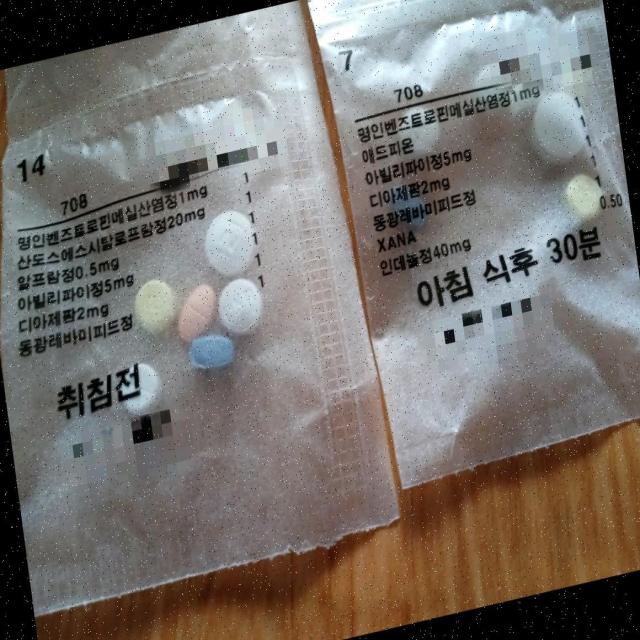 14
708
명인벤즈트로핀메실산염정1mg 1
산도스에스시탈로프람정20mg 1
알프람정0.5mg 1
아빌리파이정5mg 1
디아제팜2mg 1
동광레바미피드정 1
취침전
7
708
명인벤즈트로핀메실산염정1mg
애드피온
아빌리파이정5mg 1
디아제팜2mg 1
동광레바미피드정
XANA 0.50
인데놀정40mg
아침 식후 30분